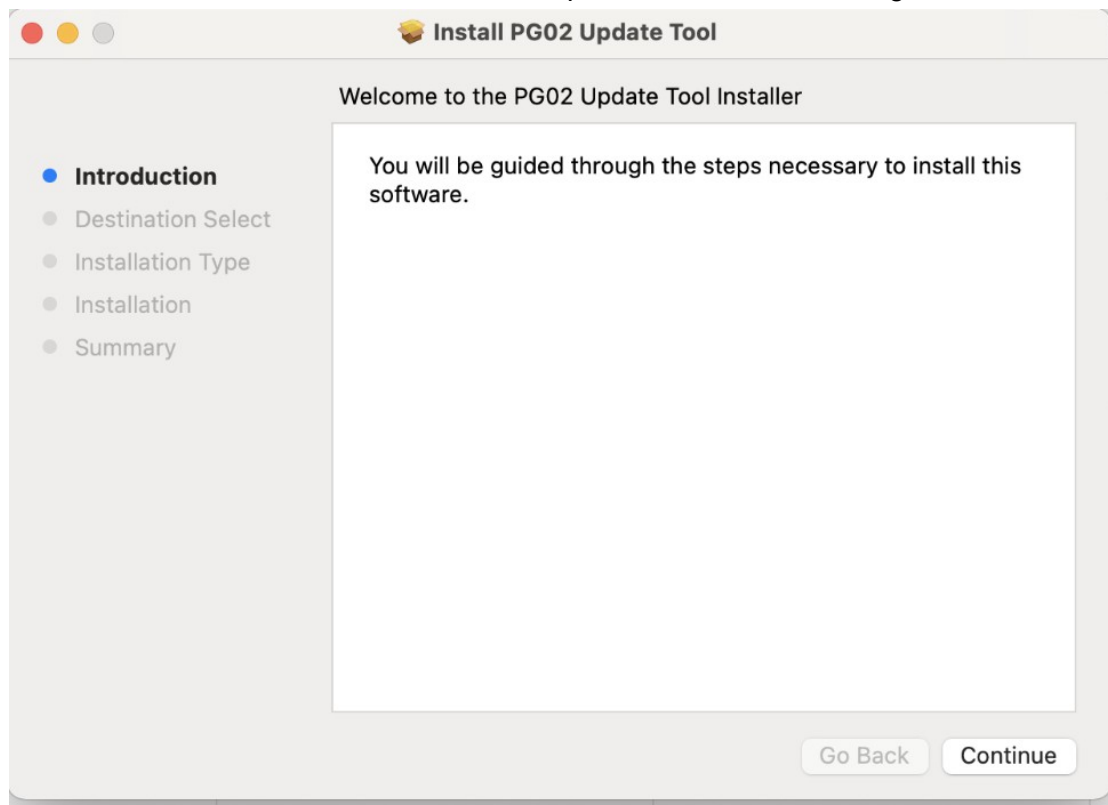 Install PG02 Update Tool
Welcome to the PG02 Update Tool Installer
Introduction
Destination Select
Installation Type
Installation
Summary
You will be guided through the steps necessary to install this
software.
Go Back
Continue